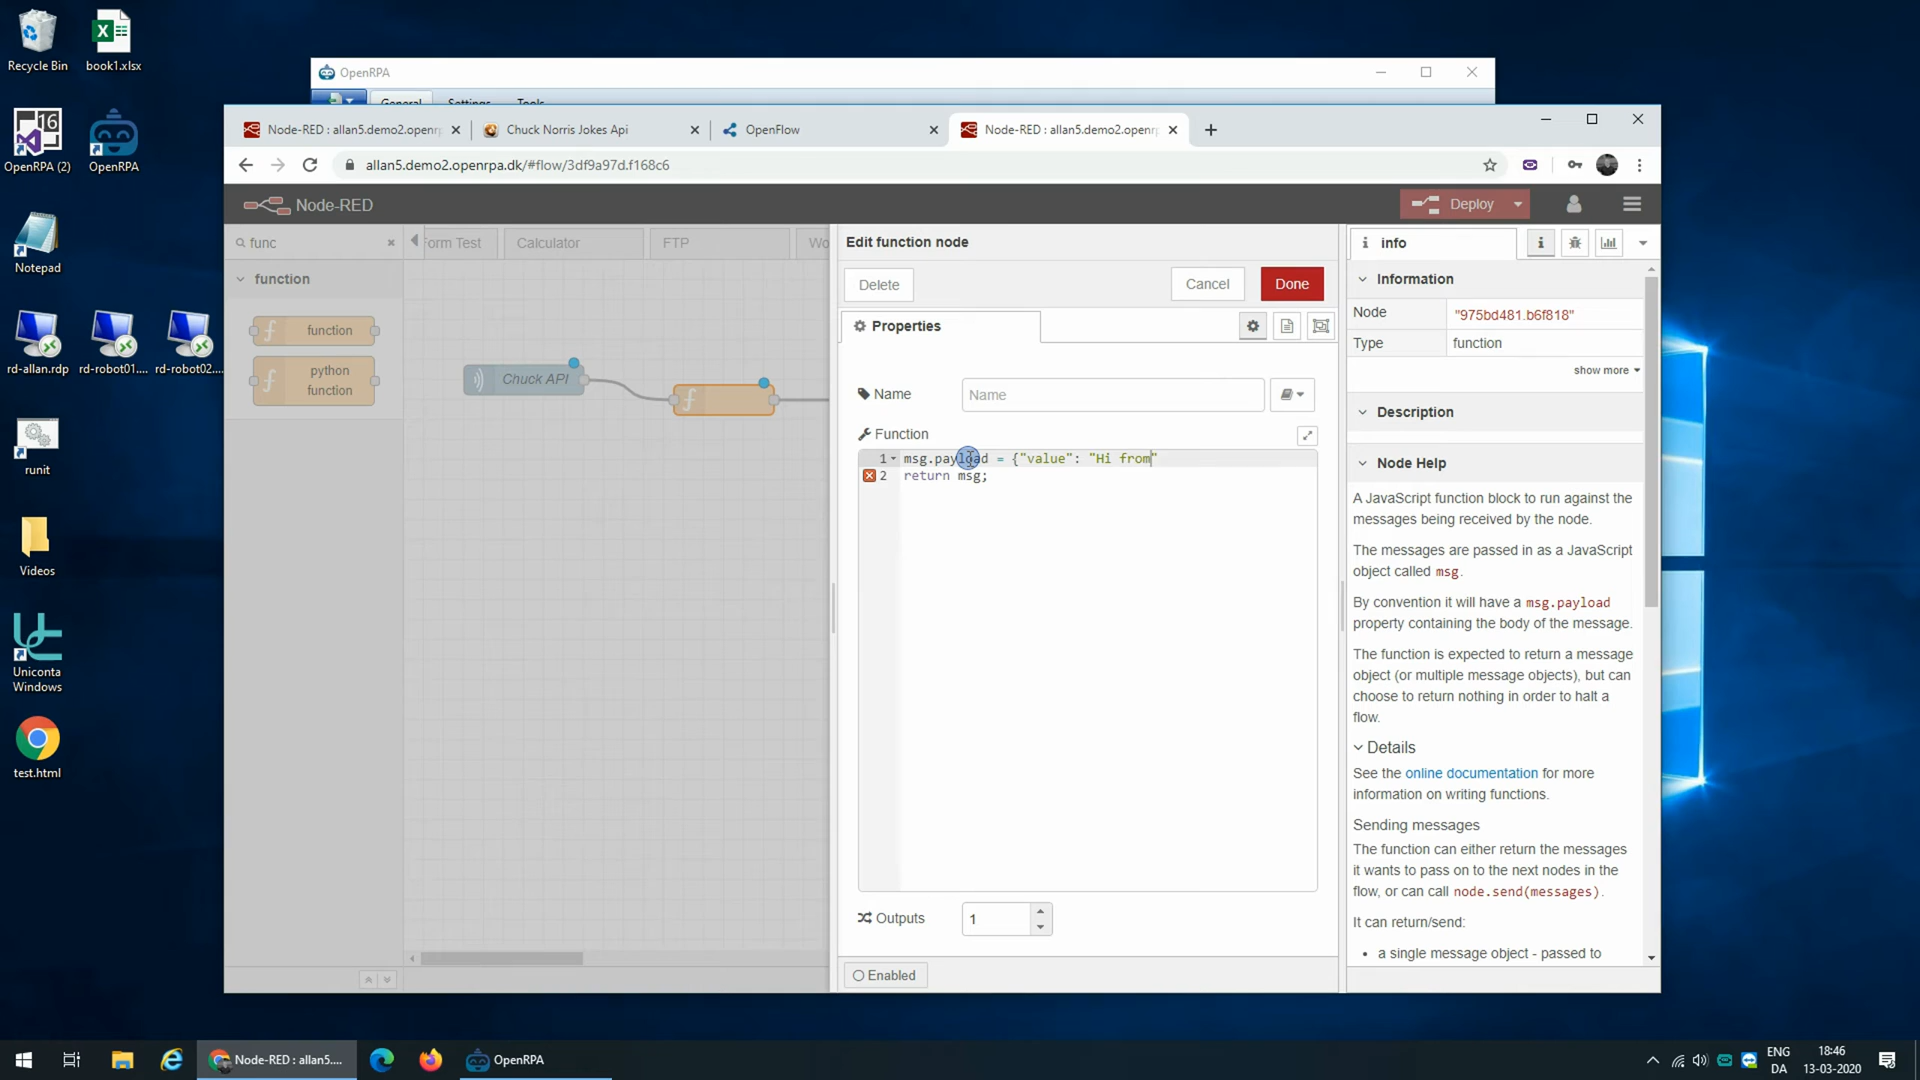 Recycle Bin
book1.xlsx
OpenRPA (2)
OpenRPA
Notepad
rd-allan.rdp
rd-robot01....
rd-robot02....
runit
Videos
Uniconta
Windows
test.html
OpenRPA
General
Settings
Tools
Node-RED : allan5.demo2.openr
Chuck Norris Jokes Api
OpenFlow
Node-RED : allan5.demo2.openr
allan5.demo2.openrpa.dk/#flow/3df9a97d.f168c6
Node-RED
Deploy
func
Form Test
Calculator
FTP
Wo
function
function
python
function
Chuck API
Edit function node
Delete
Cancel
Done
Properties
Name
Name
Function
1 msg.payload = {"value": "Hi from"
2 return msg;
Outputs
1
Enabled
info
Information
Node "975bd481.b6f818"
Type function
show more
Description
Node Help
A JavaScript function block to run against the
messages being received by the node.
The messages are passed in as a JavaScript
object called msg.
By convention it will have a msg.payload
property containing the body of the message.
The function is expected to return a message
object (or multiple message objects), but can
choose to return nothing in order to halt a
flow.
Details
See the online documentation for more
information on writing functions.
Sending messages
The function can either return the messages
it wants to pass on to the next nodes in the
flow, or can call node.send(messages).
It can return/send:
• a single message object - passed to
Node-RED : allan5....
OpenRPA
ENG
DA
18:46
13-03-2020